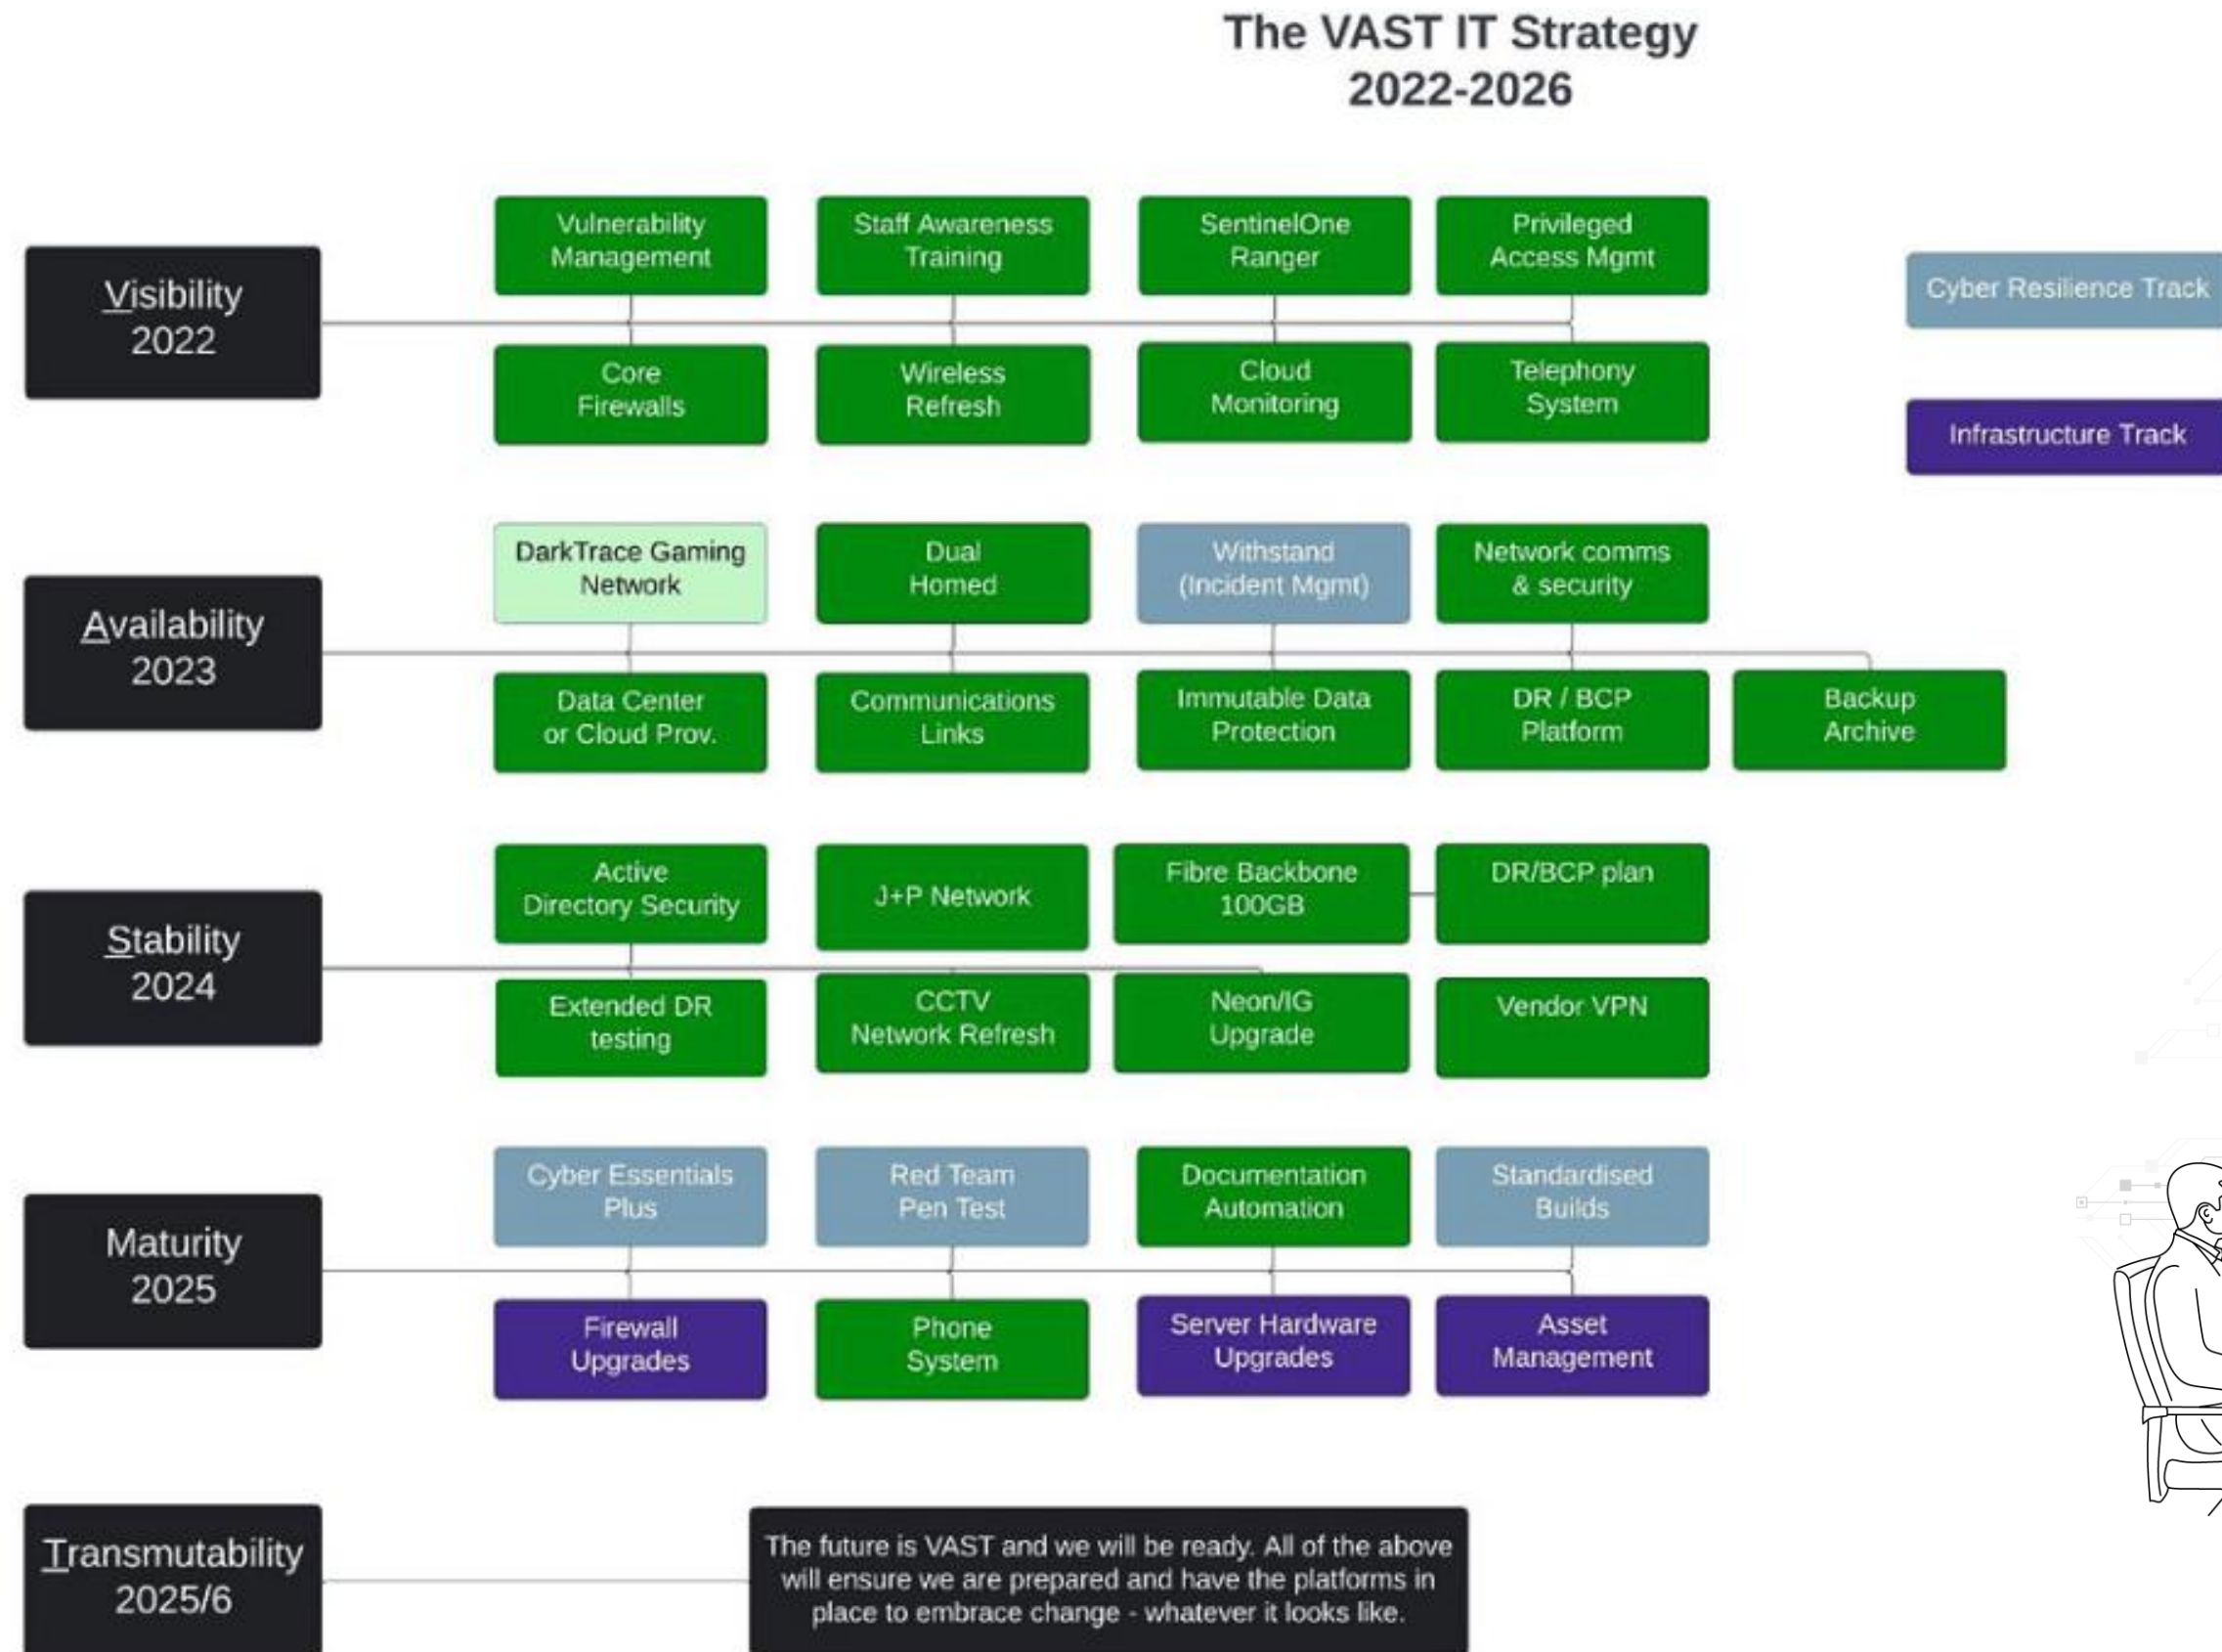 The VAST IT Strategy
2022-2026
Visibility
2022
Vulnerability
Management
Staff Awareness
Training
SentinelOne
Ranger
Privileged
Access Mgmt
Core
Firewalls
Wireless
Refresh
Cloud
Monitoring
Telephony
System
Cyber Resilience Track
Infrastructure Track
Availability
2023
DarkTrace Gaming
Network
Dual
Homed
Withstand
(Incident Mgmt)
Network comms
& security
Data Center
or Cloud Prov.
Communications
Links
Immutable Data
Protection
DR / BCP
Platform
Backup
Archive
Stability
2024
Active
Directory Security
J+P Network
Fibre Backbone
100GB
DR/BCP plan
Extended DR
testing
CCTV
Network Refresh
Neon/IG
Upgrade
Vendor VPN
Maturity
2025
Cyber Essentials
Plus
Red Team
Pen Test
Documentation
Automation
Standardised
Builds
Firewall
Upgrades
Phone
System
Server Hardware
Upgrades
Asset
Management
Transmutability
2025/6
The future is VAST and we will be ready. All of the above
will ensure we are prepared and have the platforms in
place to embrace change - whatever it looks like.